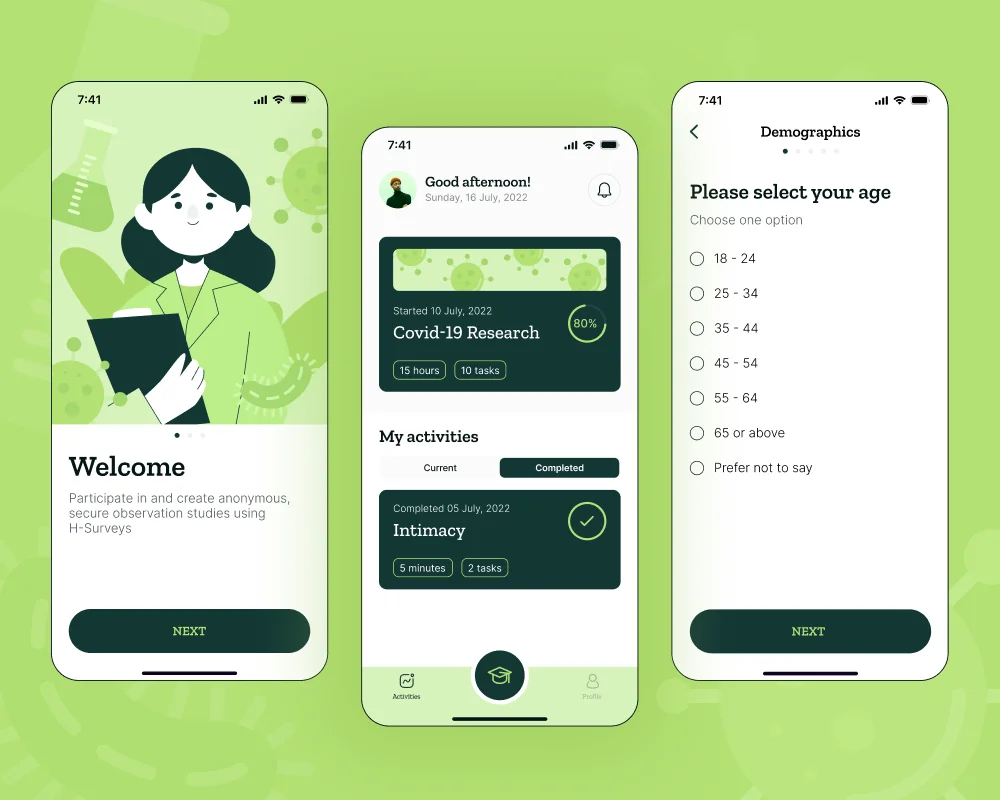 7:41
Welcome
Participate in and create anonymous,
secure observation studies using
H-Surveys
NEXT
7:41
Good afternoon!
Sunday, 16 July, 2022
Started 10 July, 2022
Covid-19 Research
80%
15 hours
10 tasks
My activities
Current
Completed
Completed 05 July, 2022
Intimacy
5 minutes
2 tasks
Activities
Profile
7:41
Demographics
Please select your age
Choose one option
18 - 24
25 - 34
35 - 44
45 - 54
55 - 64
65 or above
Prefer not to say
NEXT